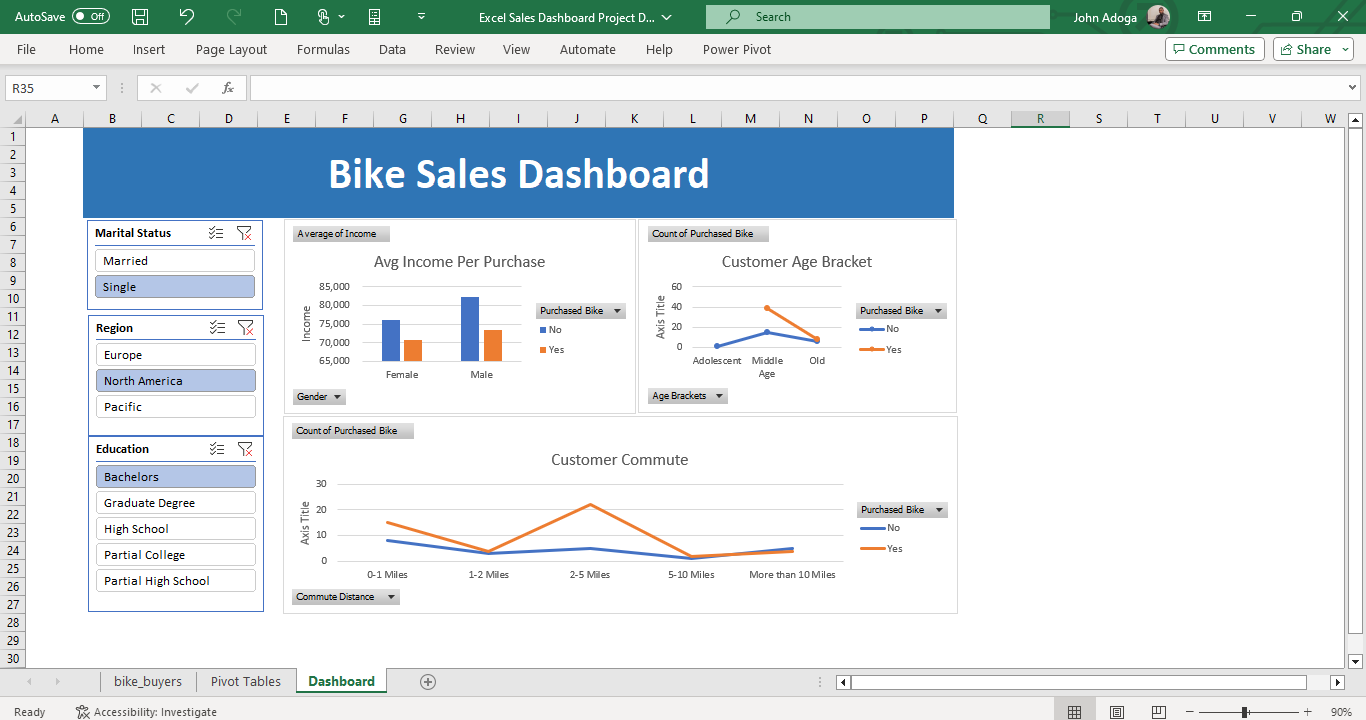 AutoSave Off Excel Sales Dashboard Project D... Search John Adoga
File Home Insert Page Layout Formulas Data Review View Automate Help Power Pivot Comments Share
R35 fx
A B C D E F G H I J K L M N O P Q R S T U V W
1
2
3
4
5
6
7
8
9
10
11
12
13
14
15
16
17
18
19
20
21
22
23
24
25
26
27
28
29
30
Bike Sales Dashboard
Marital Status
Married
Single
Region
Europe
North America
Pacific
Education
Bachelors
Graduate Degree
High School
Partial College
Partial High School
Average of Income
Avg Income Per Purchase
Income
85,000
80,000
75,000
70,000
65,000
Female Male
Purchased Bike
No
Yes
Gender
Count of Purchased Bike
Customer Age Bracket
Axis Title
60
40
20
0
Adolescent Middle Old
Age
Purchased Bike
No
Yes
Age Brackets
Count of Purchased Bike
Customer Commute
Axis Title
30
20
10
0
0-1 Miles 1-2 Miles 2-5 Miles 5-10 Miles More than 10 Miles
Purchased Bike
No
Yes
Commute Distance
bike_buyers Pivot Tables Dashboard
Ready Accessibility: Investigate 90%